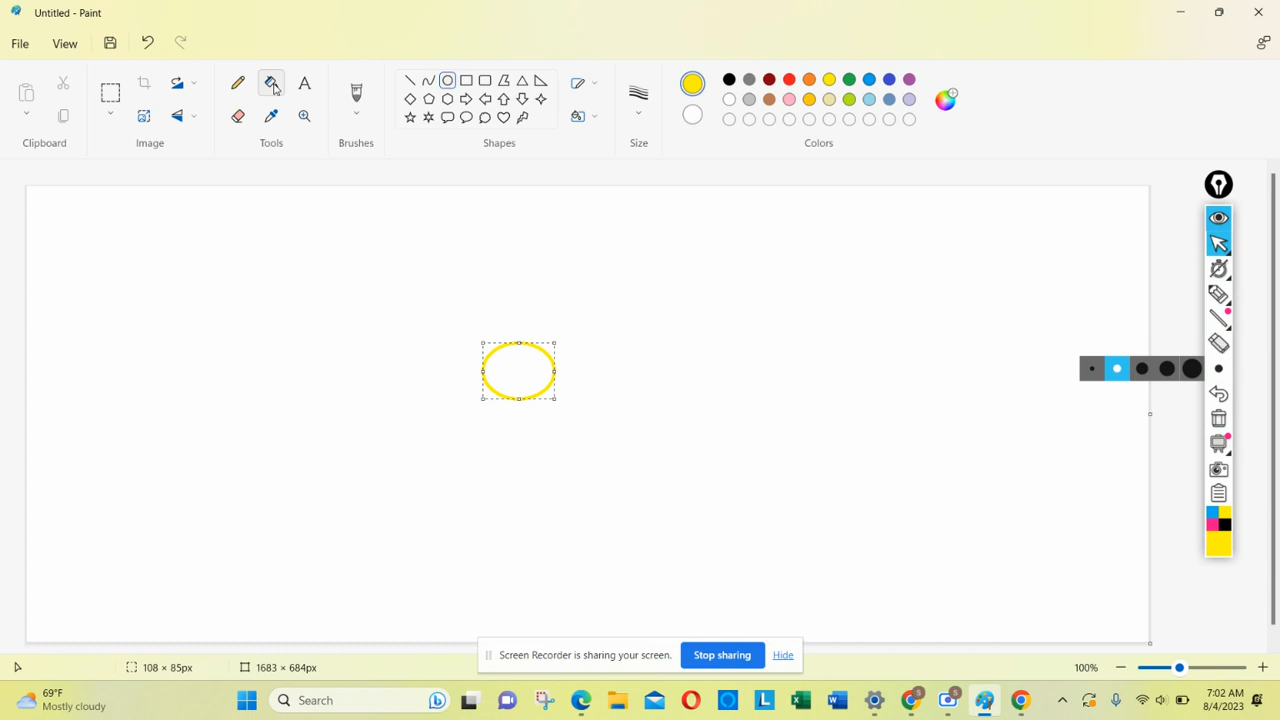 Untitled - Paint
File
View
Clipboard
Image
Tools
Brushes
Shapes
Size
Colors
Screen Recorder is sharing your screen.
Stop sharing
Hide
108 × 85px
1683 × 684px
100%
69°F
Mostly cloudy
Search
7:02 AM
8/4/2023